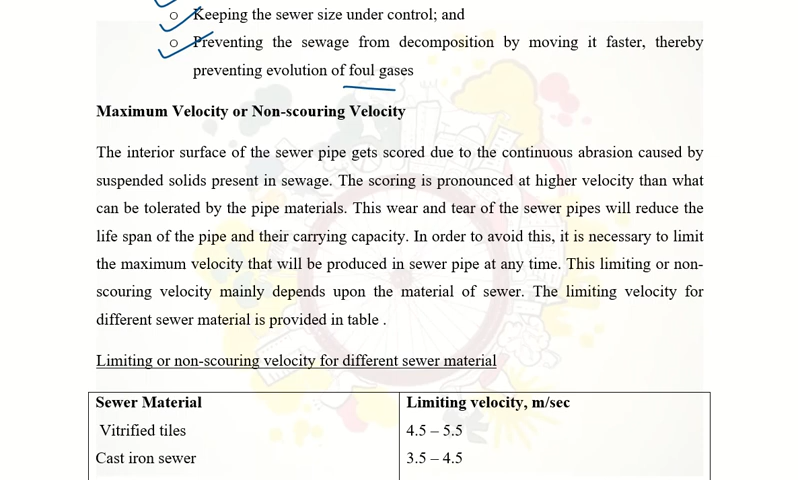 o Keeping the sewer size under control; and
o Preventing the sewage from decomposition by moving it faster, thereby
preventing evolution of foul gases
Maximum Velocity or Non-scouring Velocity
The interior surface of the sewer pipe gets scored due to the continuous abrasion caused by
suspended solids present in sewage. The scoring is pronounced at higher velocity than what
can be tolerated by the pipe materials. This wear and tear of the sewer pipes will reduce the
life span of the pipe and their carrying capacity. In order to avoid this, it is necessary to limit
the maximum velocity that will be produced in sewer pipe at any time. This limiting or non-
scouring velocity mainly depends upon the material of sewer. The limiting velocity for
different sewer material is provided in table .
Limiting or non-scouring velocity for different sewer material
Sewer Material Limiting velocity, m/sec
Vitrified tiles 4.5 – 5.5
Cast iron sewer 3.5 – 4.5